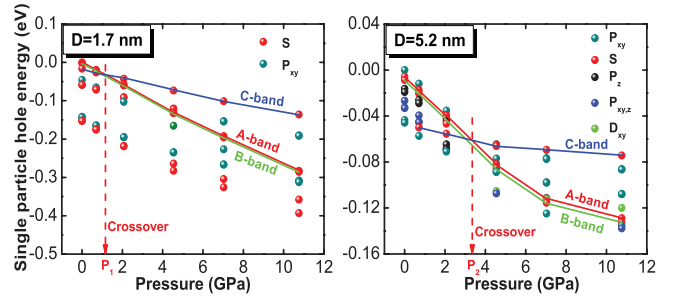 Single particle hole energy (eV)
0.1
0.0
-0.1
-0.2
-0.3
-0.4
-0.5
D=1.7 nm
S
Pxy
C-band
A-band
B-band
Crossover
P1
0 2 4 6 8 10 12
Pressure (GPa)
0.04
0.00
-0.04
-0.08
-0.12
-0.16
D=5.2 nm
Pxy
S
Pz
Pxy,z
Dxy
C-band
A-band
B-band
Crossover
P2
0 2 4 6 8 10 12
Pressure (GPa)